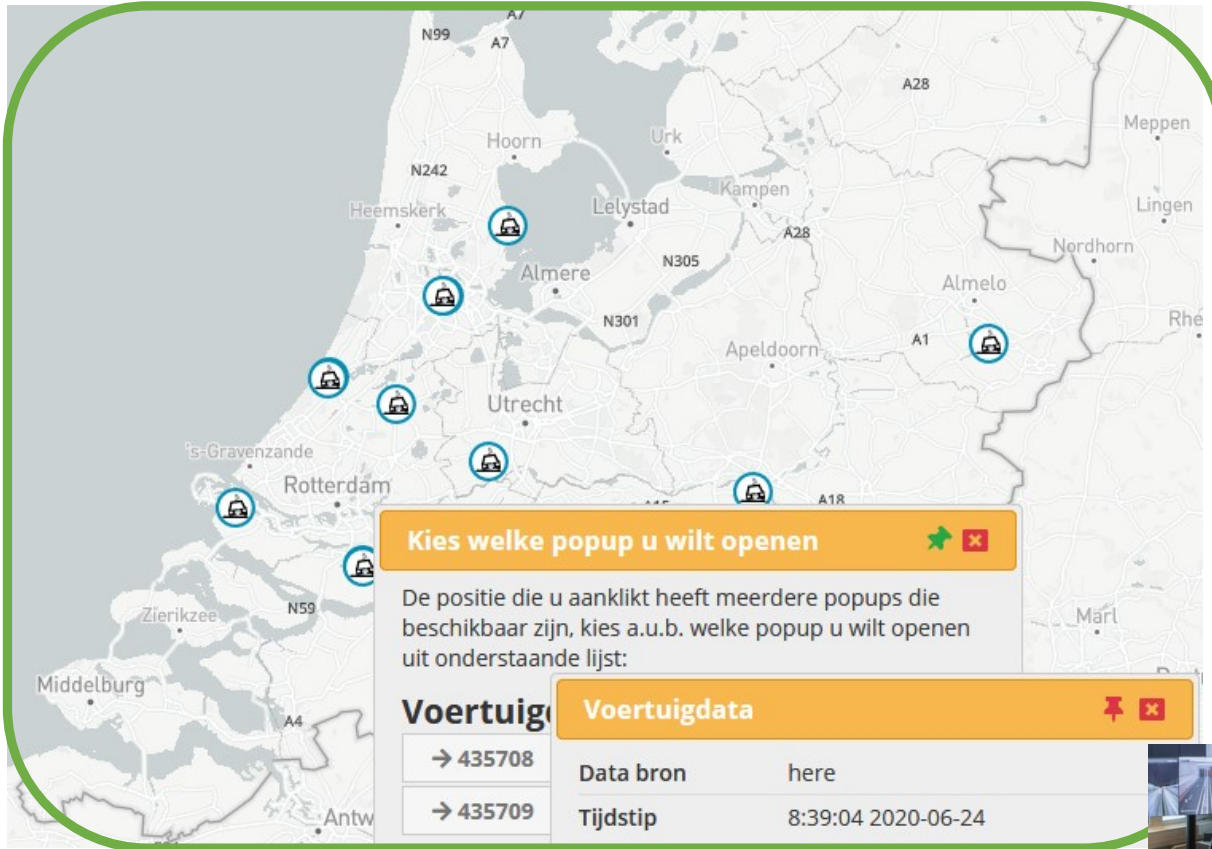 A7
N99
A7
A28
Meppen
Hoorn
Urk
N242
Kampen
Heemskerk
Lelystad
Lingen
A28
Nordhorn
N305
Almere
Almelo
N301
Rhe
A1
Apeldoorn
Utrecht
's-Gravenzande
Rotterdam
A18
Kies welke popup u wilt openen
De positie die u aanklikt heeft meerdere popups die
beschikbaar zijn, kies a.u.b. welke popup u wilt openen
uit onderstaande lijst:
N59
Zierikzee
Marl
Middelburg
A4
Voertuig
Voertuigdata
→ 435708
Data bron here
→ 435709
Tijdstip 8:39:04 2020-06-24
Antw